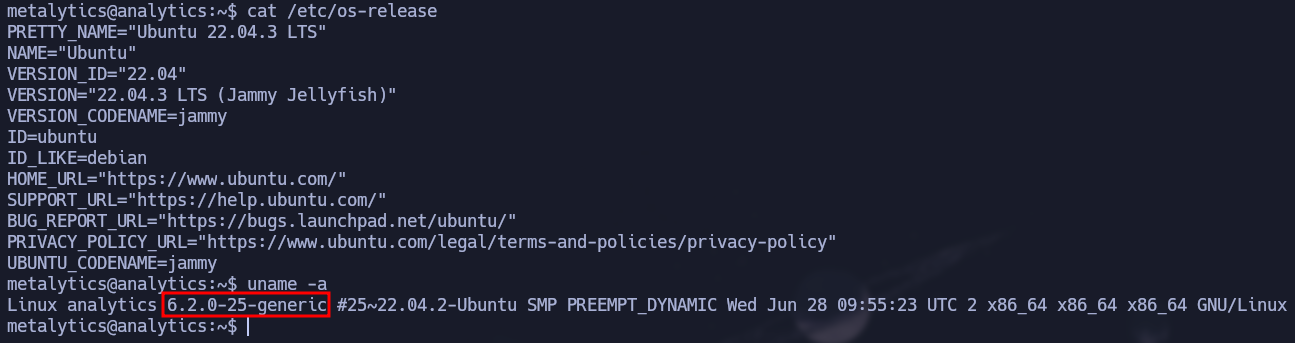 metalytics@analytics:~$ cat /etc/os-release
PRETTY_NAME="Ubuntu 22.04.3 LTS"
NAME="Ubuntu"
VERSION_ID="22.04"
VERSION="22.04.3 LTS (Jammy Jellyfish)"
VERSION_CODENAME=jammy
ID=ubuntu
ID_LIKE=debian
HOME_URL="https://www.ubuntu.com/"
SUPPORT_URL="https://help.ubuntu.com/"
BUG_REPORT_URL="https://bugs.launchpad.net/ubuntu/"
PRIVACY_POLICY_URL="https://www.ubuntu.com/legal/terms-and-policies/privacy-policy"
UBUNTU_CODENAME=jammy
metalytics@analytics:~$ uname -a
Linux analytics 6.2.0-25-generic #25~22.04.2-Ubuntu SMP PREEMPT_DYNAMIC Wed Jun 28 09:55:23 UTC 2 x86_64 x86_64 x86_64 GNU/Linux
metalytics@analytics:~$